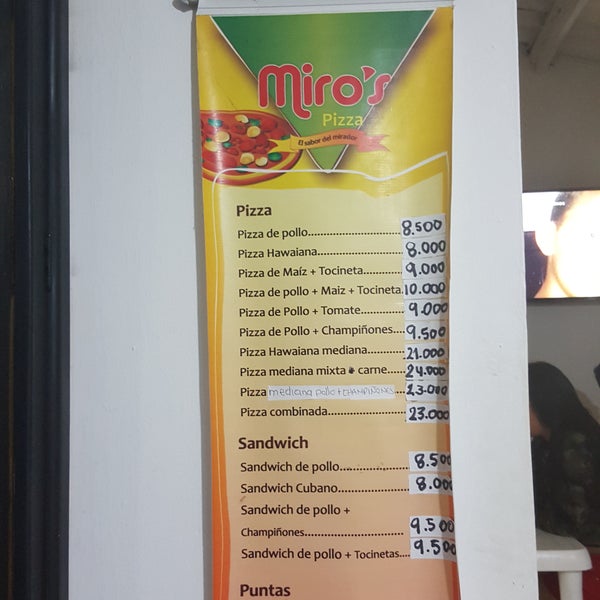 Miro's
Pizza
El sabor del mirador
Pizza
Pizza de pollo..........................8.500
Pizza Hawaiana.......................8.000
Pizza de Maíz + Tocineta............9.000
Pizza de pollo + Maiz + Tocineta.10.000
Pizza de Pollo + Tomate.............9.000
Pizza de Pollo + Champiñones....9.500
Pizza Hawaiana mediana...........21.000
Pizza mediana mixta carne.....24.000
Pizza mediana pollo + CHAMPIÑONES...23.000
Pizza combinada.....................23.000
Sandwich
Sandwich de pollo....................8.500
Sandwich Cubano.....................8.000
Sandwich de pollo +
Champiñones............................9.500
Sandwich de pollo + Tocinetas....9.500
Puntas